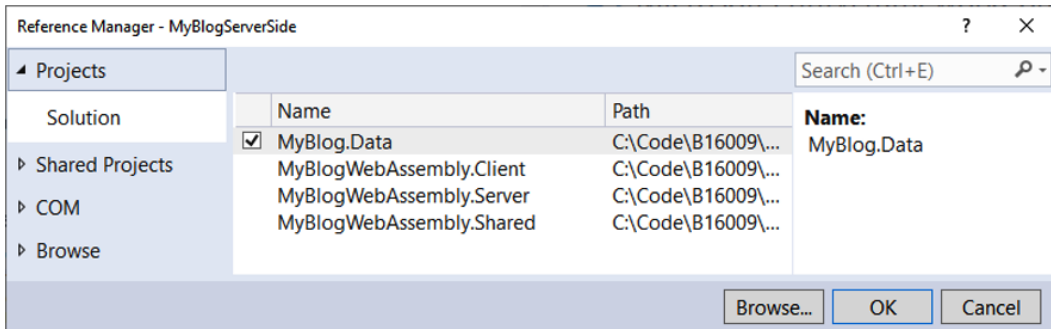 Reference Manager - MyBlogServerSide ? ×
Projects
Search (Ctrl+E)
Solution
Shared Projects
COM
Browse
Name Path
MyBlog.Data C:\Code\B16009\...
MyBlogWebAssembly.Client C:\Code\B16009\...
MyBlogWebAssembly.Server C:\Code\B16009\...
MyBlogWebAssembly.Shared C:\Code\B16009\...
Name:
MyBlog.Data
Browse... OK Cancel